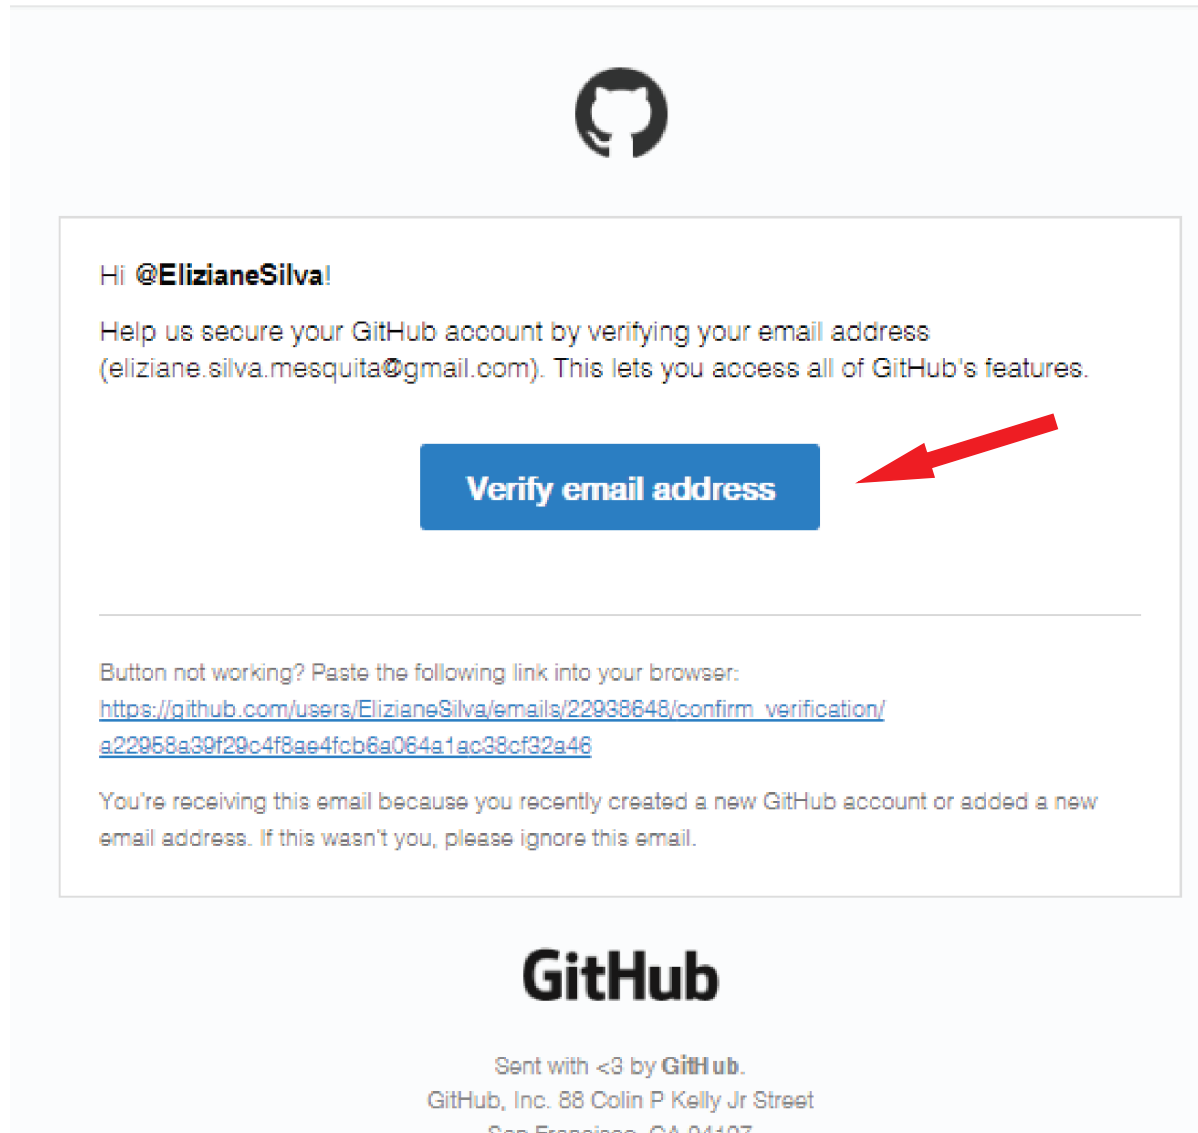 Hi @ElizianeSilva!
Help us secure your GitHub account by verifying your email address
(eliziane.silva.mesquita@gmail.com). This lets you access all of GitHub's features.
Verify email address
Button not working? Paste the following link into your browser:
https://github.com/users/ElizianeSilva/emails/22938648/confirm_verification/
a22958a39f29c4f8ae4fcb6a064a1ac38cf32a46
You're receiving this email because you recently created a new GitHub account or added a new
email address. If this wasn't you, please ignore this email.
GitHub
Sent with <3 by GitHub.
GitHub, Inc. 88 Colin P Kelly Jr Street
San Francisco, CA 94107